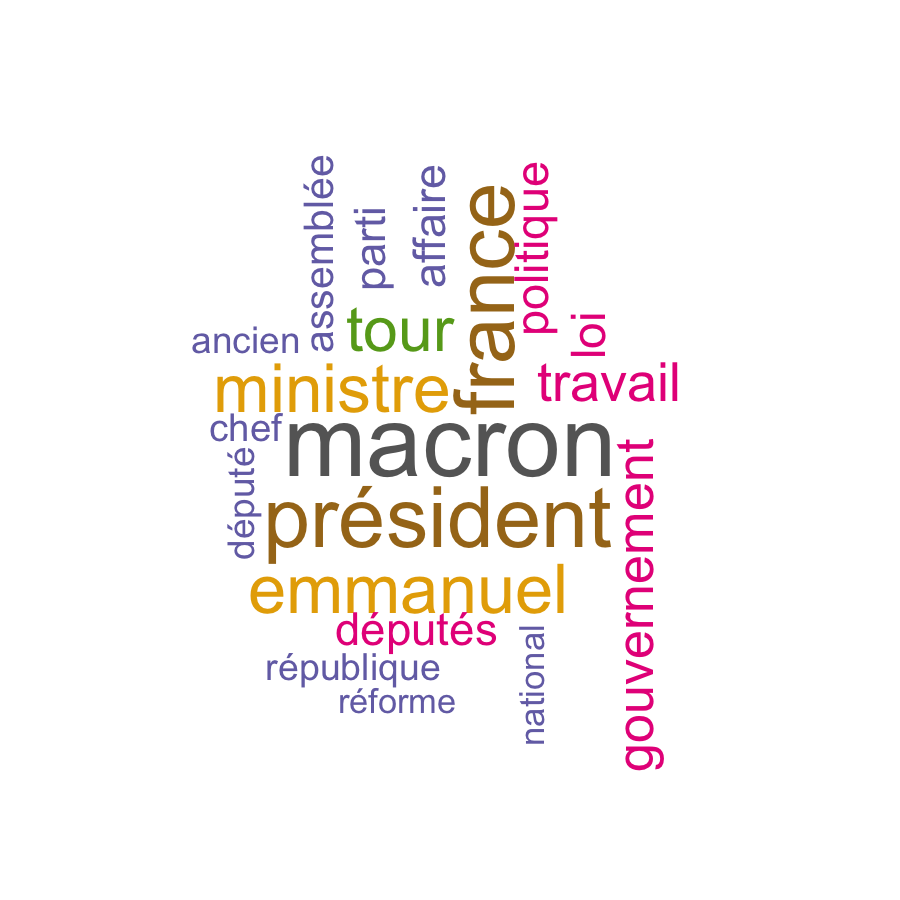 assemblée
parti
affaire
france
politique
ancien
tour
loi
ministre
travail
chef
macron
député
président
gouvernement
emmanuel
députés
république
national
réforme